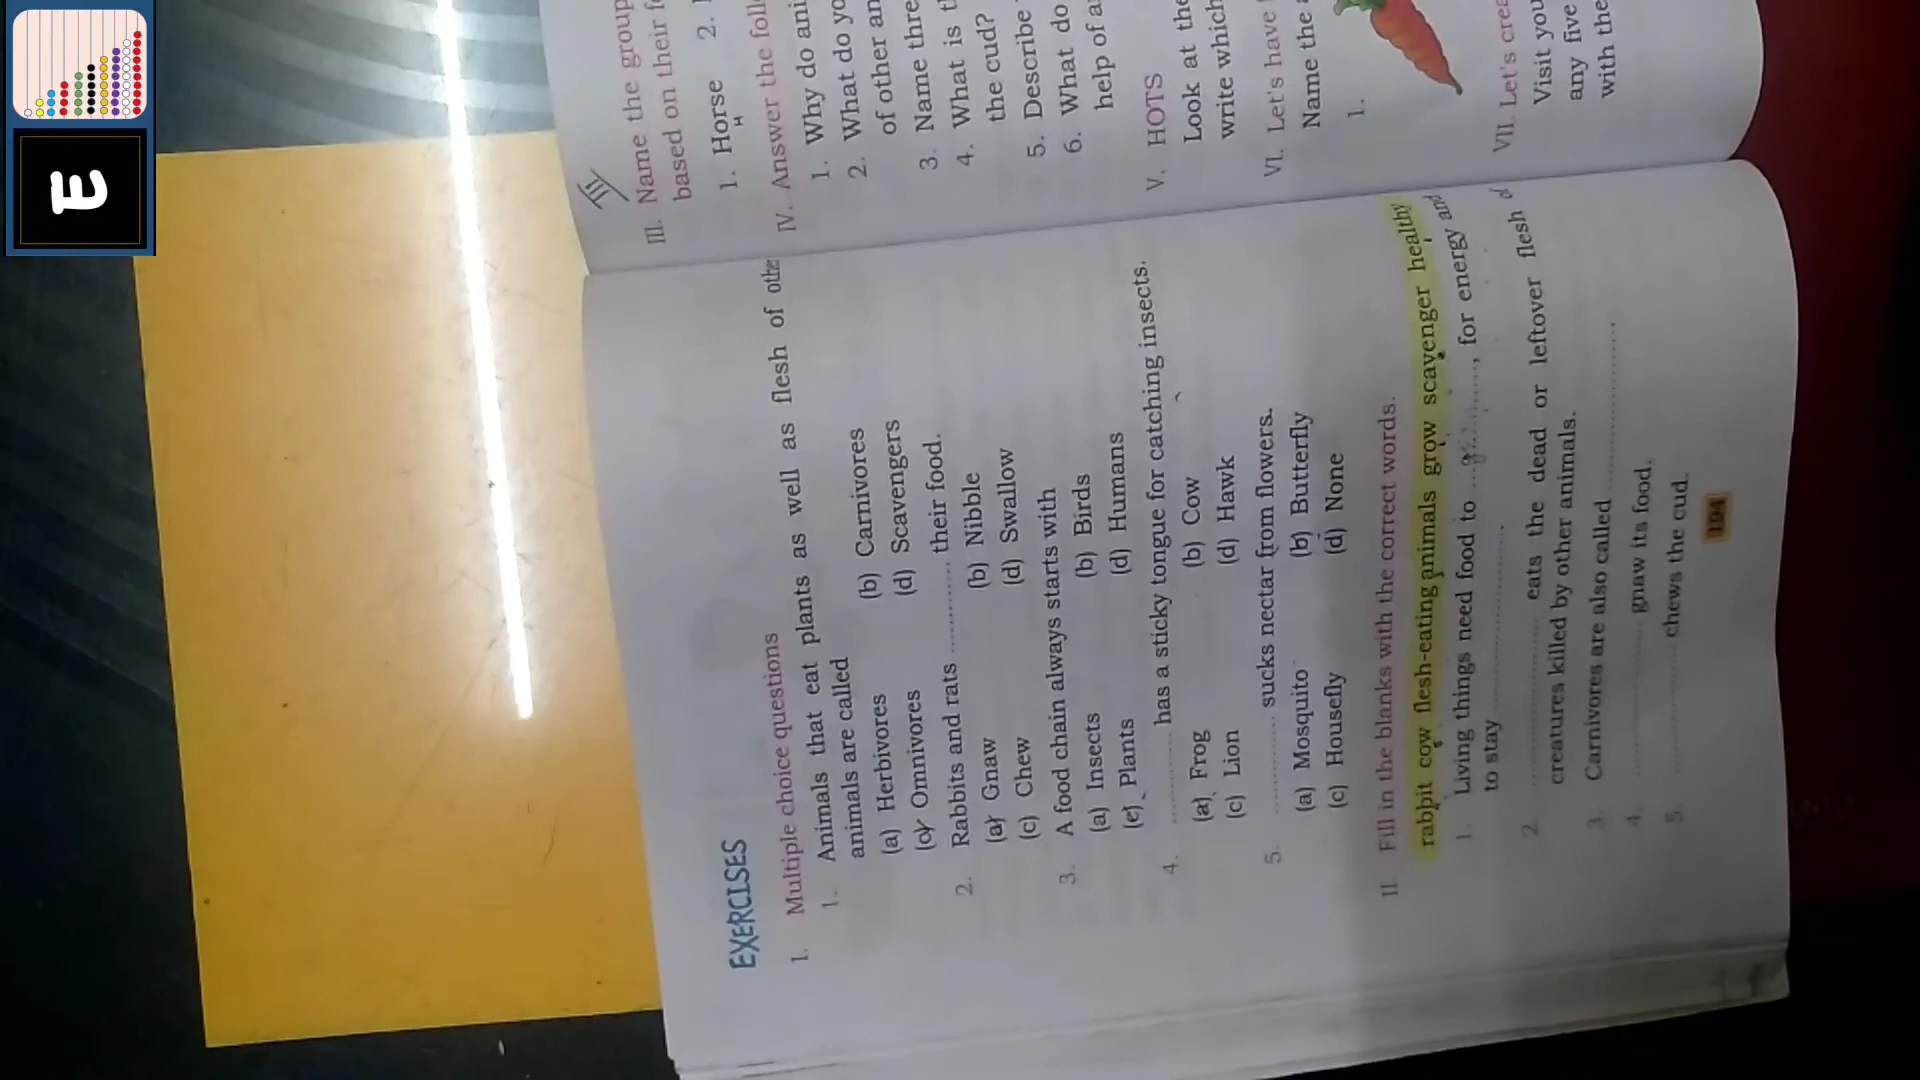 E
EXERCISES
I. Multiple choice questions
1. Animals that eat plants as well as flesh of other
animals are called
(a) Herbivores (b) Carnivores
(c) Omnivores (d) Scavengers
2. Rabbits and rats .............. their food.
(a) Gnaw (b) Nibble
(c) Chew (d) Swallow
3. A food chain always starts with
(a) Insects (b) Birds
(c) Plants (d) Humans
4. .............. has a sticky tongue for catching insects.
(a) Frog (b) Cow
(c) Lion (d) Hawk
5. .............. sucks nectar from flowers.
(a) Mosquito (b) Butterfly
(c) Housefly (d) None
II. Fill in the blanks with the correct words.
rabbit cow flesh-eating animals grow scavenger healthy
1. Living things need food to .............., for energy and
to stay ..............
2. .............. eats the dead or leftover flesh of
creatures killed by other animals.
3. Carnivores are also called ..............
4. .............. gnaw its food.
5. .............. chews the cud.
104
III
III. Name the group
based on their
1. Horse 2.
IV. Answer the
1. Why do
2. What do
of other
3. Name
4. What is
the cud?
5. Describe
6. What do
help of
V. HOTS
Look at the
write which
VI. Let's have
Name the
1.
VII. Let's
Visit
any five
with the